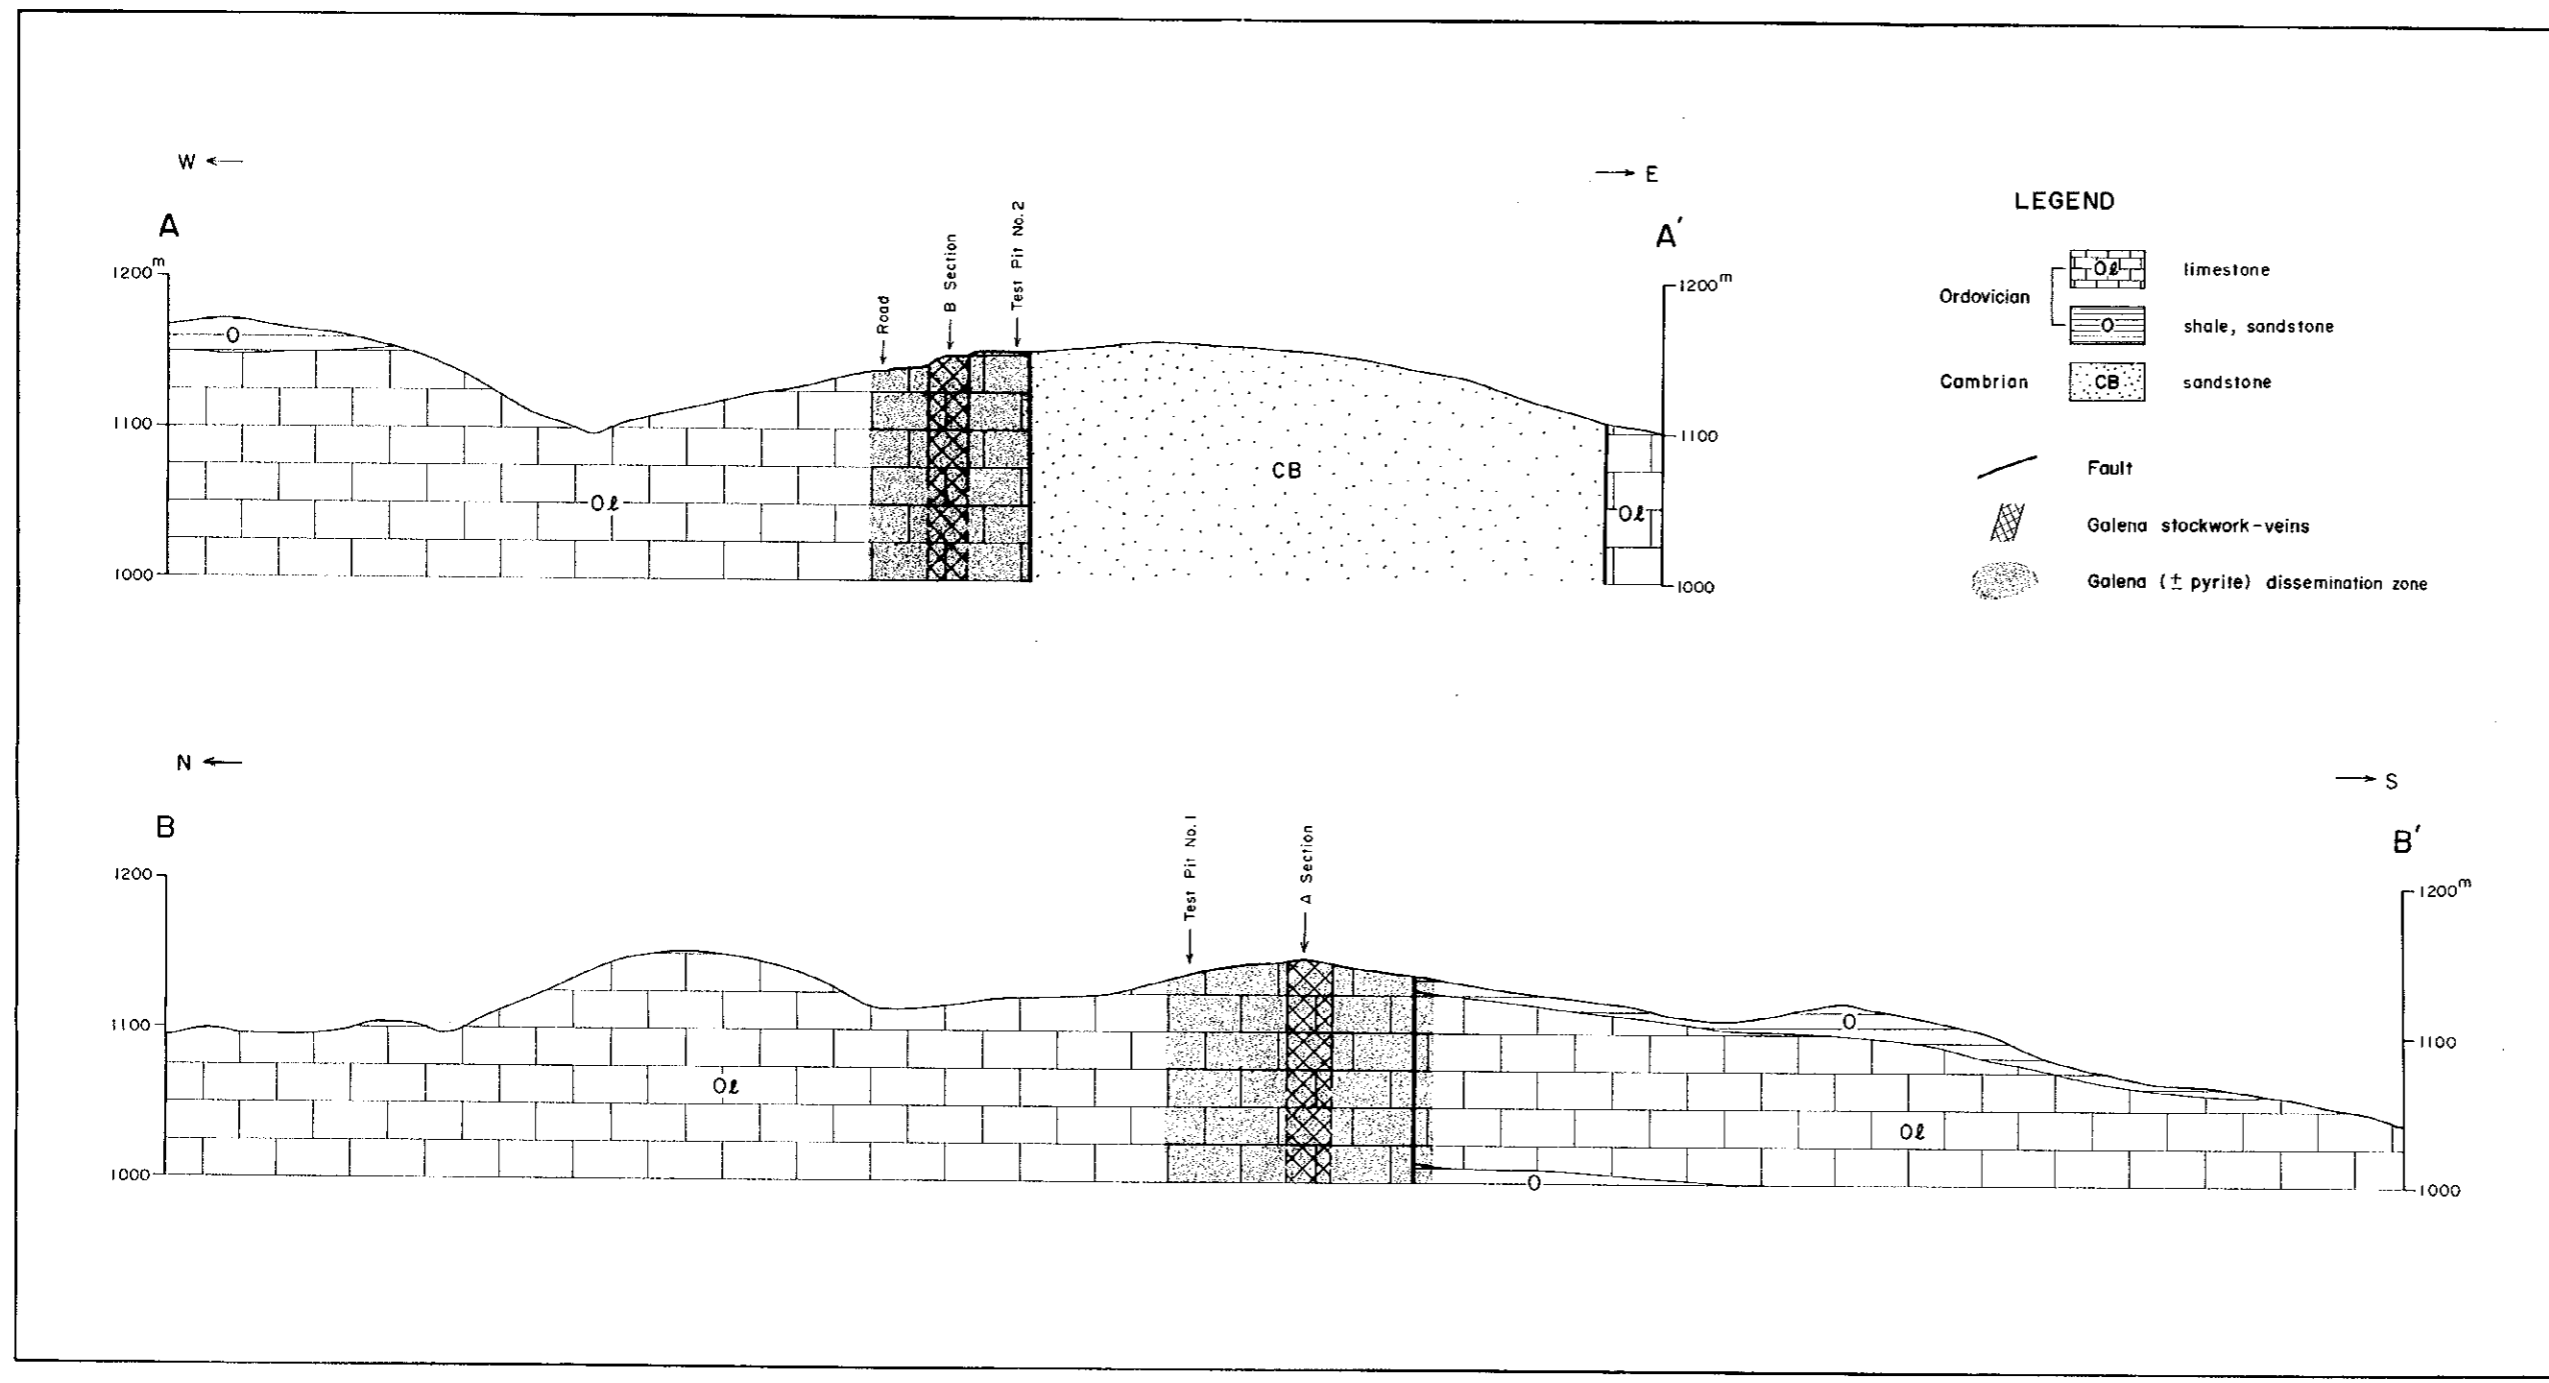 W ←
→ E
A
A′
1200m
1100
1000
Road
B Section
Test Pit No.2
1200m
1100
1000
O
Oℓ
CB
Oℓ
LEGEND
Ordovician
Oℓ limestone
O shale, sandstone
Cambrian CB sandstone
Fault
Galena stockwork-veins
Galena (± pyrite) dissemination zone
N ←
→ S
B
B′
1200
1100
1000
Test Pit No.1
A Section
1200m
1100
1000
Oℓ
O
Oℓ
O